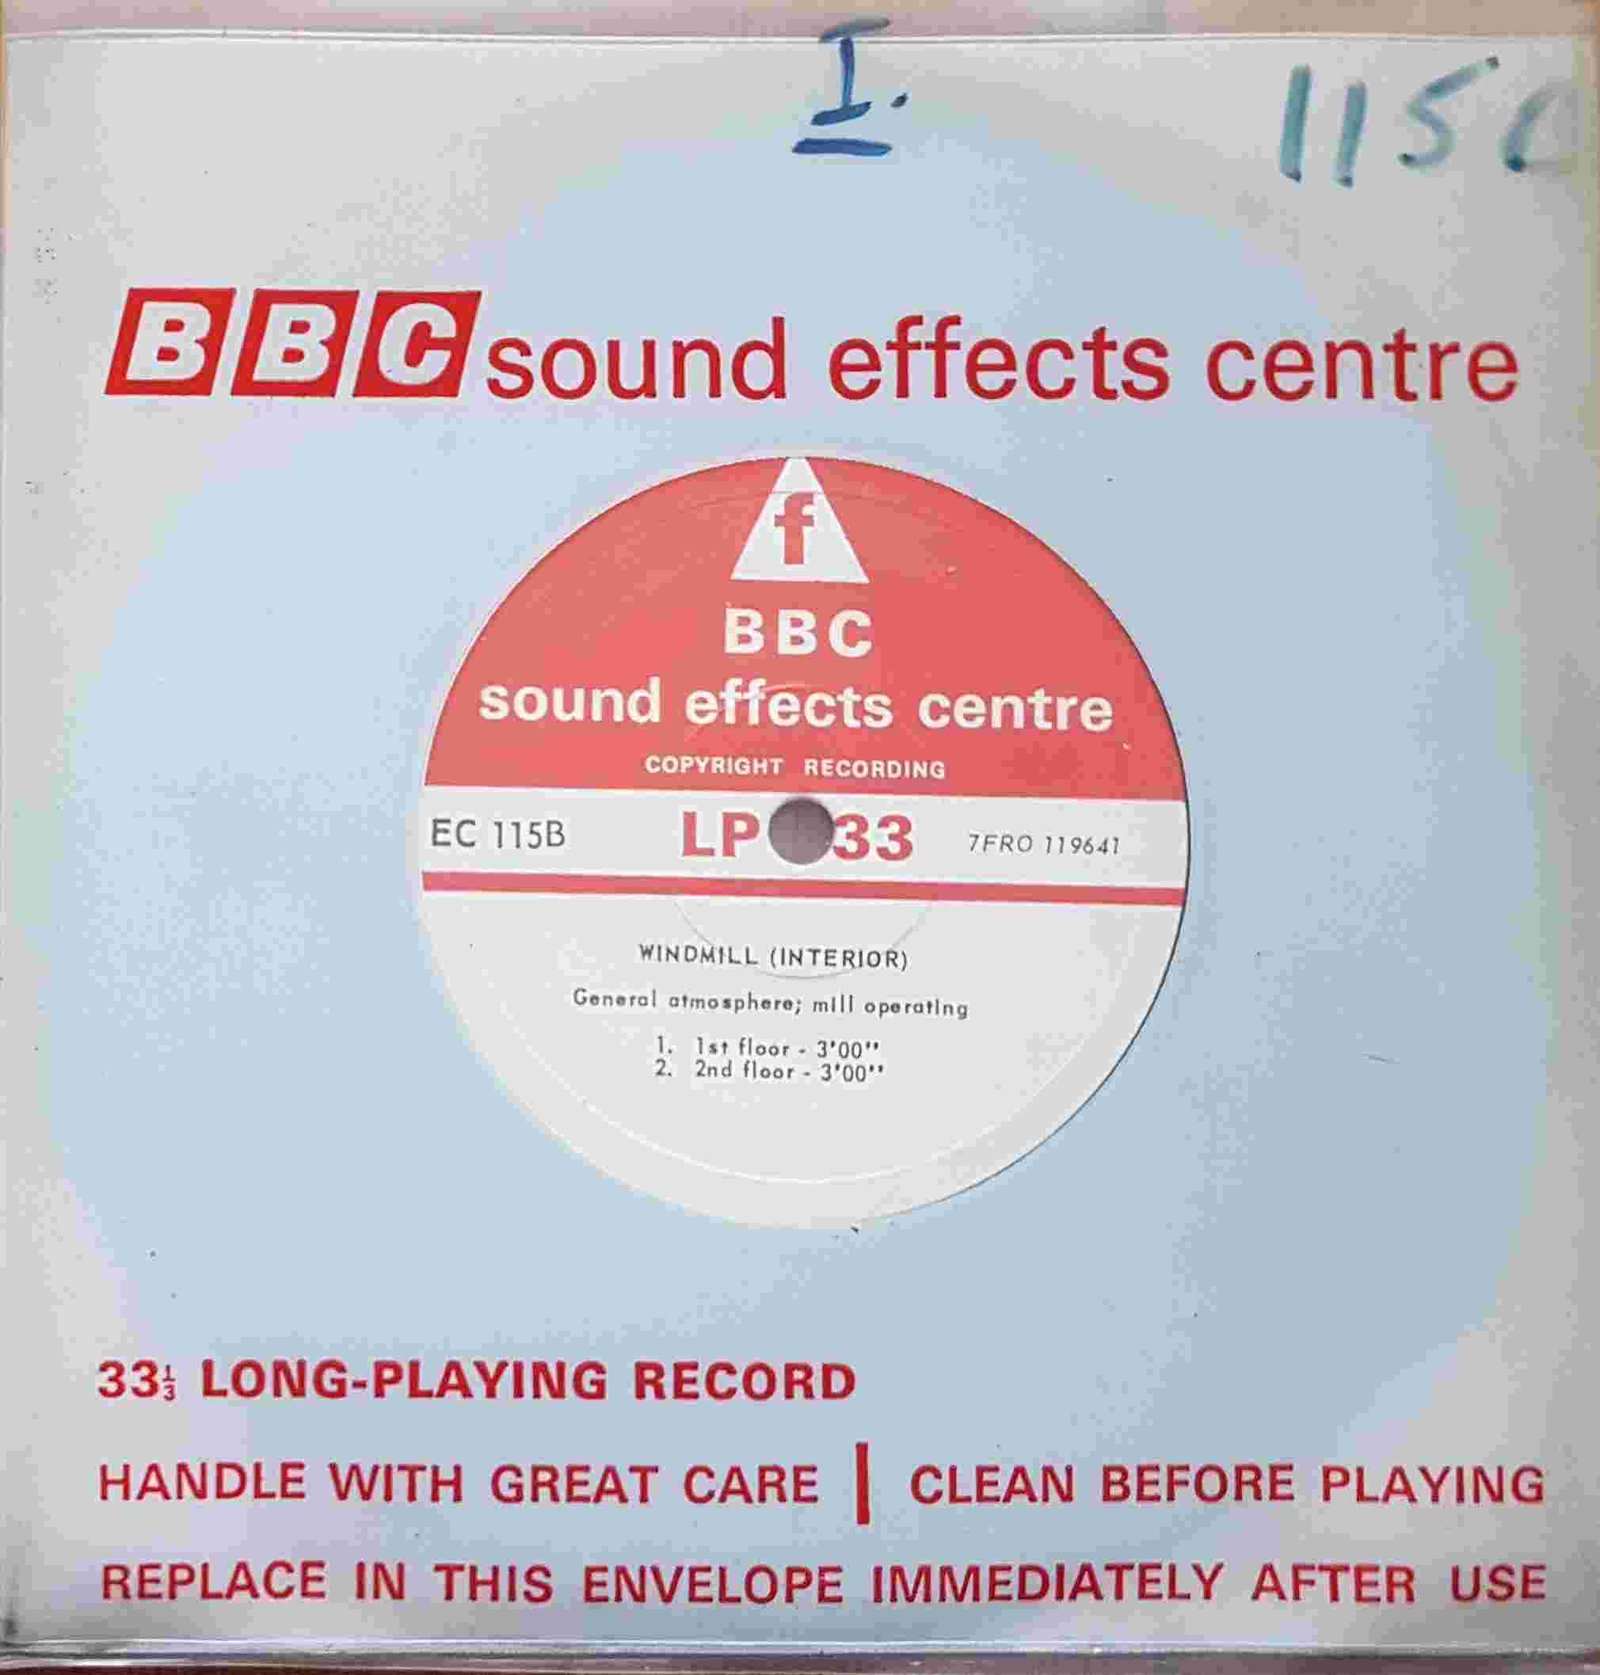 I.
115C
BBC sound effects centre
f
BBC
sound effects centre
COPYRIGHT RECORDING
EC 115B LP 33 7FRO 119641
WINDMILL (INTERIOR)
General atmosphere; mill operating
1. 1st floor - 3'00"
2. 2nd floor - 3'00"
33⅓ LONG-PLAYING RECORD
HANDLE WITH GREAT CARE | CLEAN BEFORE PLAYING
REPLACE IN THIS ENVELOPE IMMEDIATELY AFTER USE